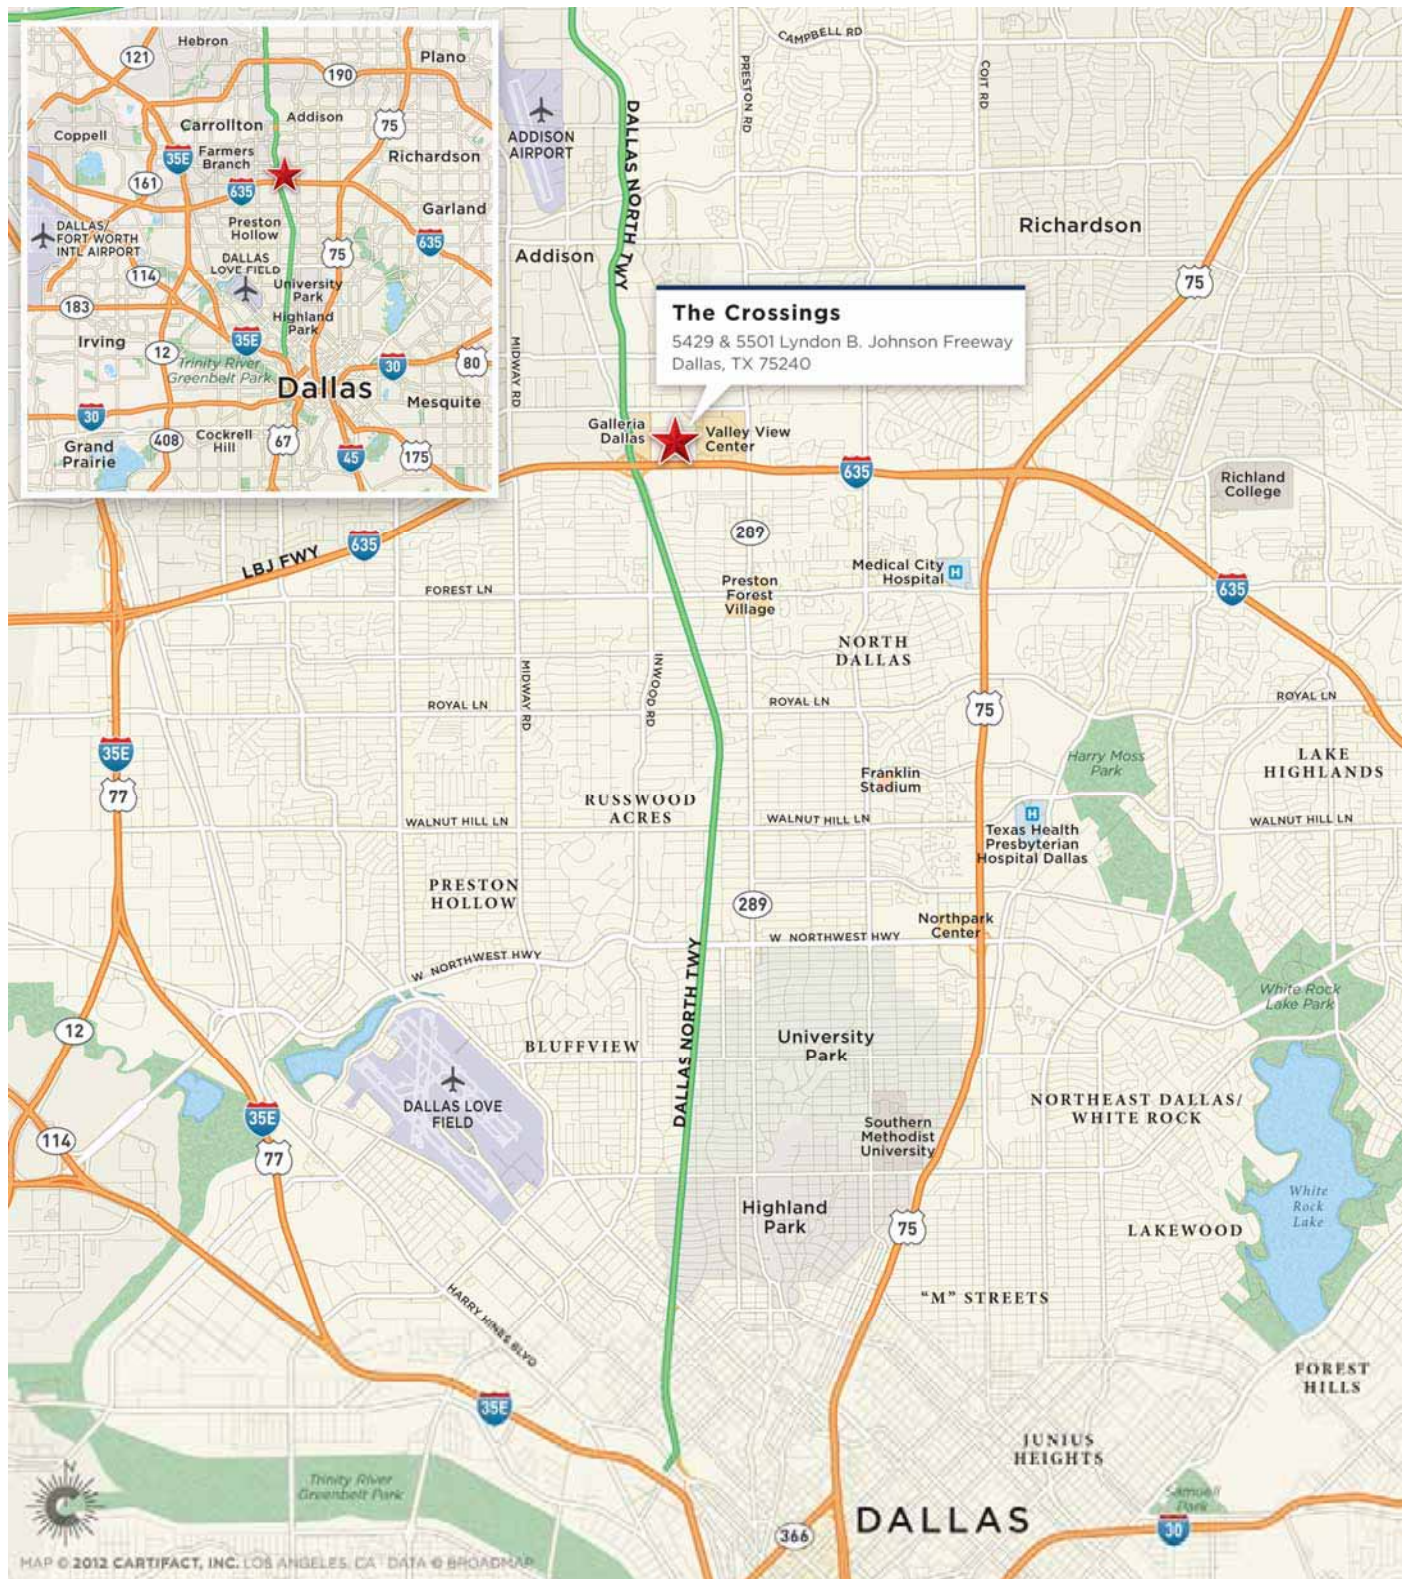 Hebron
121
Plano
190
Carrollton
Addison
75
Coppell
35E
Farmers
Branch
Richardson
161
635
Garland
DALLAS/
FORT WORTH
INTL AIRPORT
Preston
Hollow
635
75
DALLAS
LOVE FIELD
114
University
Park
183
Highland
Park
Irving
12
35E
Trinity River
Greenbelt Park
30
80
Dallas
Mesquite
30
408
Cockrell
Hill
67
45
175
Grand
Prairie
CAMPBELL RD
PRESTON RD
COIT RD
ADDISON
AIRPORT
DALLAS NORTH TWY
Richardson
Addison
75
The Crossings
5429 & 5501 Lyndon B. Johnson Freeway
Dallas, TX 75240
MIDWAY RD
Galleria
Dallas
Valley View
Center
635
Richland
College
289
LBJ FWY
635
Medical City
Hospital
H
FOREST LN
Preston
Forest
Village
635
NORTH
DALLAS
MIDWAY RD
INWOOD RD
ROYAL LN
ROYAL LN
75
ROYAL LN
35E
77
Harry Moss
Park
LAKE
HIGHLANDS
Franklin
Stadium
RUSSWOOD
ACRES
WALNUT HILL LN
WALNUT HILL LN
H
Texas Health
Presbyterian
Hospital Dallas
WALNUT HILL LN
PRESTON
HOLLOW
289
Northpark
Center
W NORTHWEST HWY
W NORTHWEST HWY
DALLAS NORTH TWY
White Rock
Lake Park
12
BLUFFVIEW
University
Park
DALLAS LOVE
FIELD
35E
NORTHEAST DALLAS/
WHITE ROCK
114
77
Southern
Methodist
University
White
Rock
Lake
Highland
Park
75
LAKEWOOD
HARRY HINES BLVD
"M" STREETS
FOREST
HILLS
35E
JUNIUS
HEIGHTS
N
Trinity River
Greenbelt Park
Samuell
Park
DALLAS
366
30
MAP © 2012 CARTIFACT, INC. LOS ANGELES, CA DATA © BROADMAP